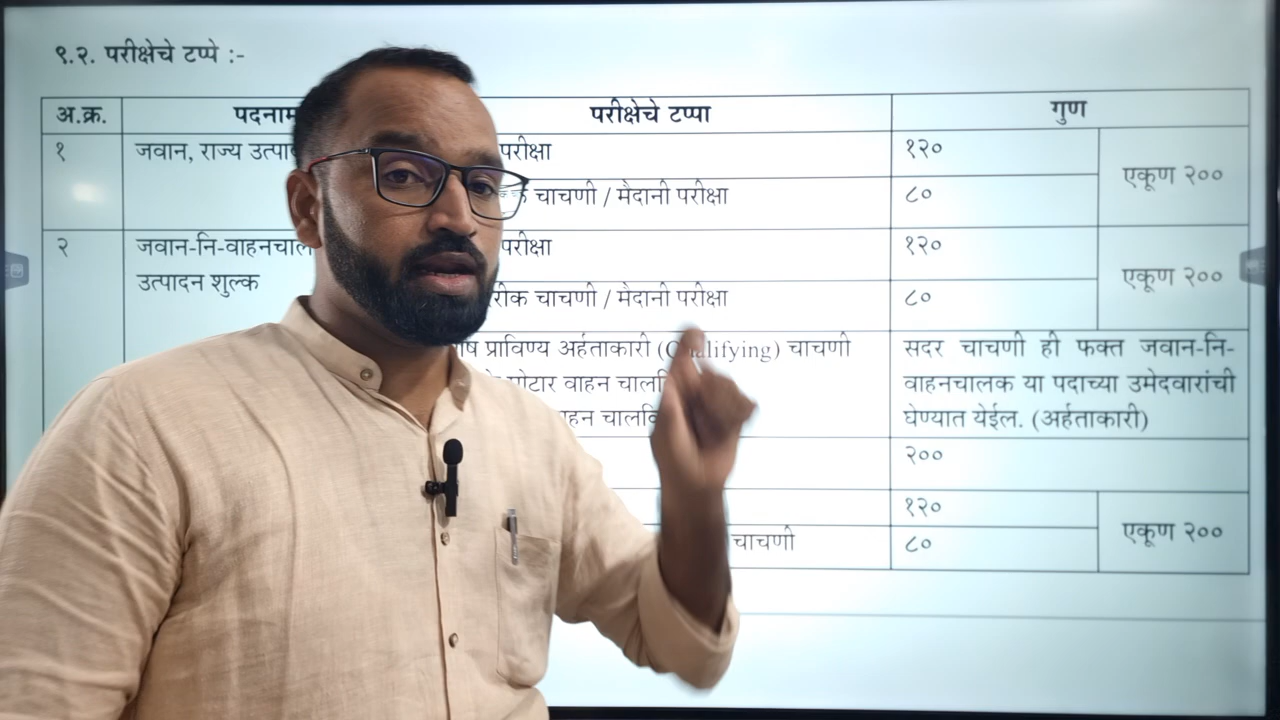 ९.२. परीक्षेचे टप्पे :-
अ.क्र. पदनाम परीक्षेचे टप्पा गुण
१ जवान, राज्य परीक्षा १२०
एकूण २००
चाचणी / मैदानी परीक्षा ८०
२ जवान-नि-वाहनचाल परीक्षा १२०
उत्पादन शुल्क एकूण २००
चाचणी / मैदानी परीक्षा ८०
प्राविण्य अर्हताकारी (Qualifying) चाचणी सदर चाचणी ही फक्त जवान-नि-
मोटार वाहन वाहनचालक या पदाच्या उमेदवारांची
घेण्यात येईल. (अर्हताकारी)
२००
१२०
एकूण २००
चाचणी ८०